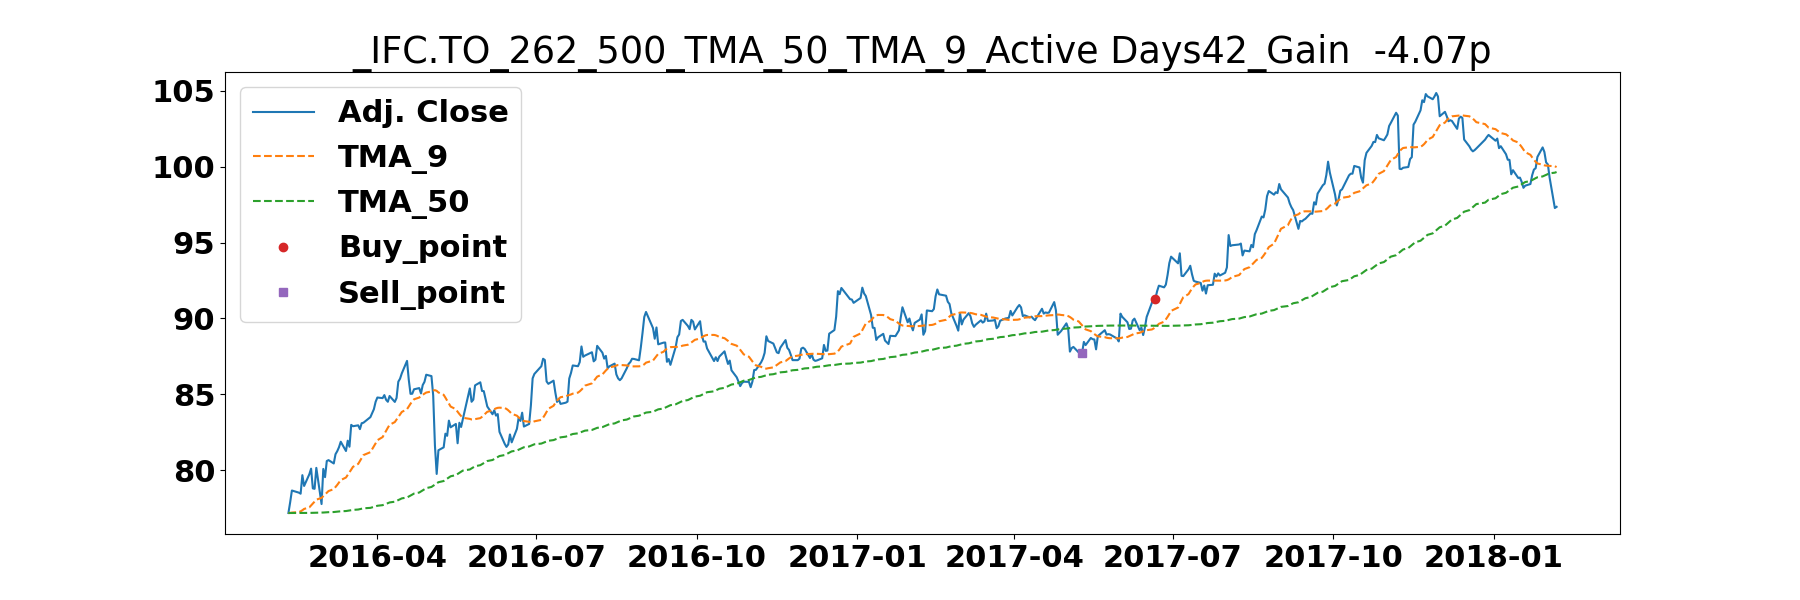 _IFC.TO_262_500_TMA_50_TMA_9_Active Days42_Gain  -4.07p
Adj. Close
TMA_9
TMA_50
Buy_point
Sell_point
105
100
95
90
85
80
2016-04 2016-07 2016-10 2017-01 2017-04 2017-07 2017-10 2018-01